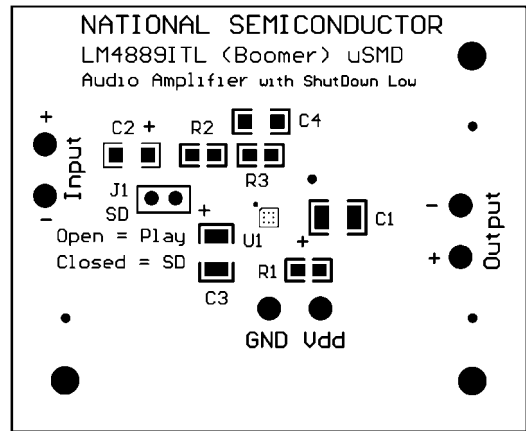 NATIONAL SEMICONDUCTOR
LM4889ITL (Boomer) uSMD
Audio Amplifier with ShutDown Low
+
Input
-
C2 +
R2
C4
R3
J1
SD
+
U1
C1
+
Open = Play
Closed = SD
C3
R1
-
Output
+
GND Vdd